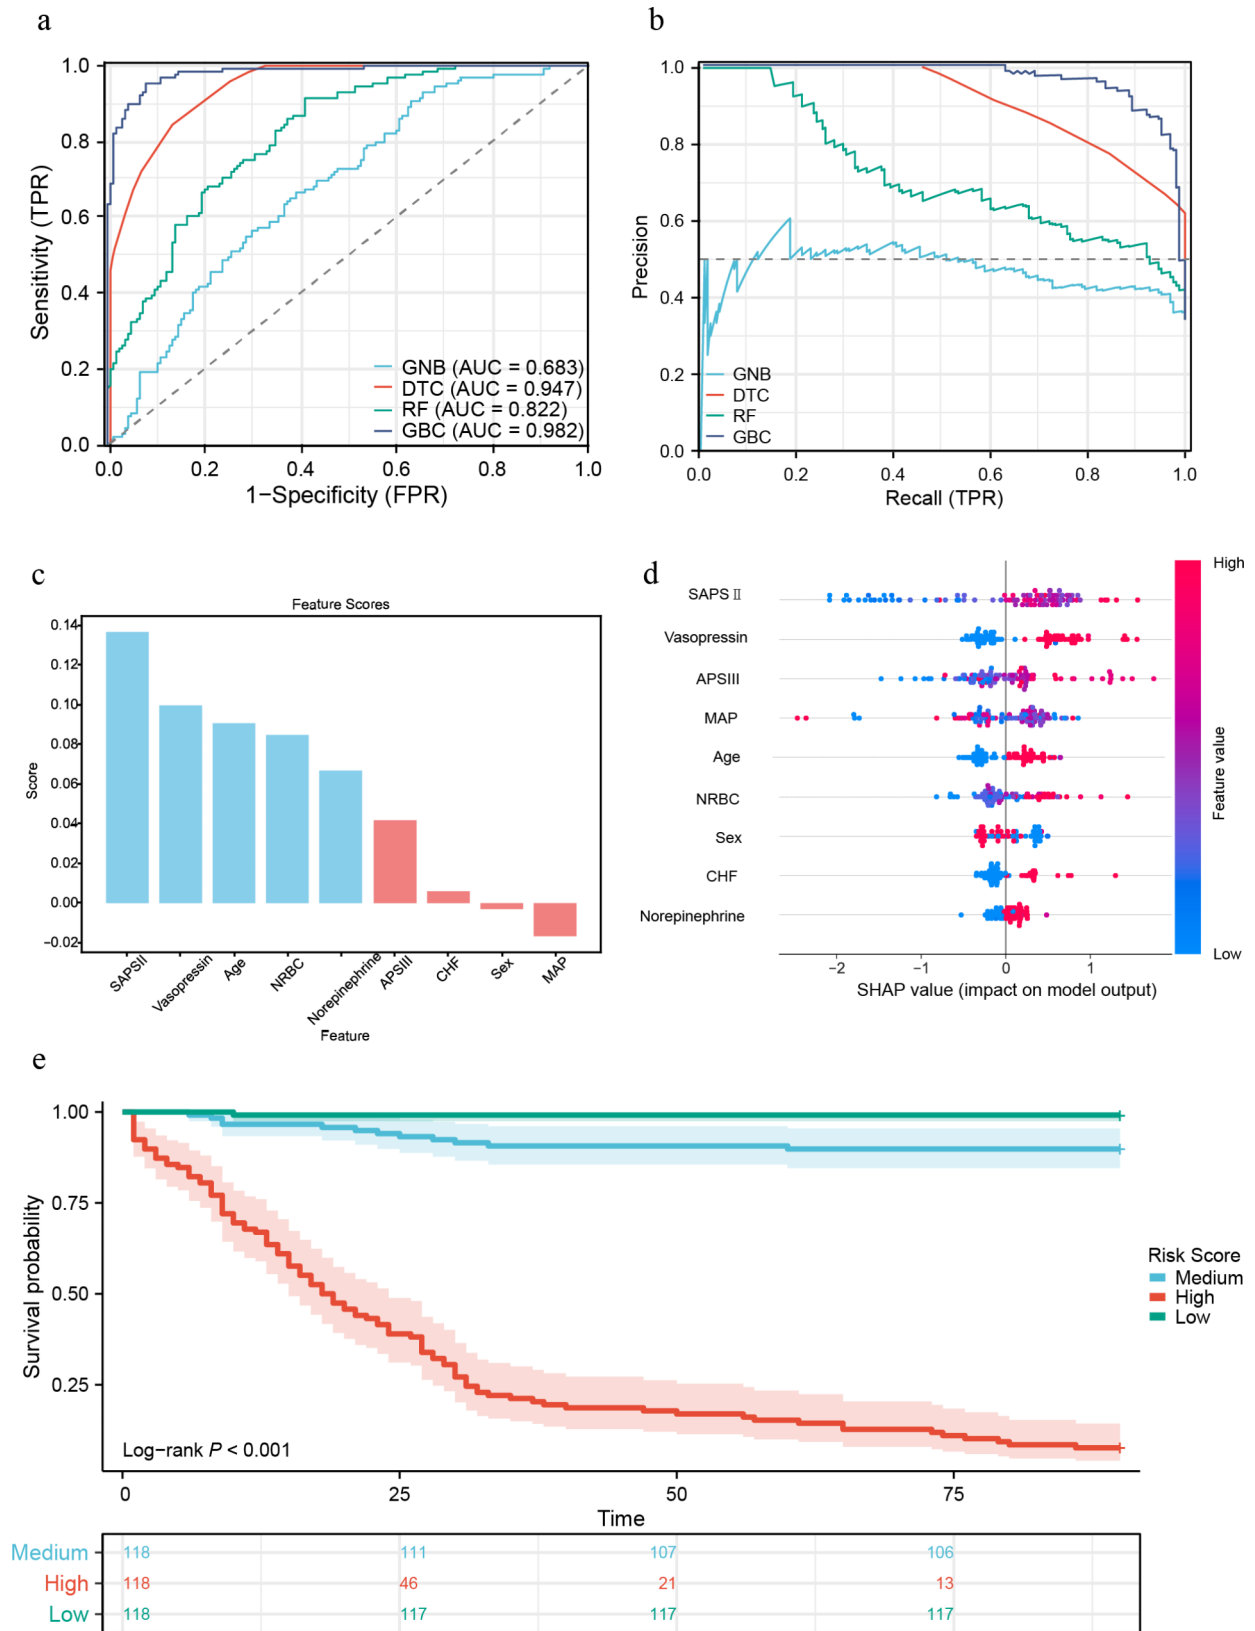 a
1.0
0.8
0.6
0.4
0.2
0.0
Sensitivity (TPR)
GNB (AUC = 0.683)
DTC (AUC = 0.947)
RF (AUC = 0.822)
GBC (AUC = 0.982)
0.0 0.2 0.4 0.6 0.8 1.0
1−Specificity (FPR)
b
1.0
0.8
0.6
0.4
0.2
0.0
Precision
GNB
DTC
RF
GBC
0.0 0.2 0.4 0.6 0.8 1.0
Recall (TPR)
c
Feature Scores
0.14
0.12
0.10
0.08
0.06
0.04
0.02
0.00
−0.02
Score
SAPSII Vasopressin Age NRBC Norepinephrine APSIII CHF Sex MAP
Feature
d
SAPSⅡ
Vasopressin
APSIII
MAP
Age
NRBC
Sex
CHF
Norepinephrine
−2 −1 0 1
SHAP value (impact on model output)
High
Feature value
Low
e
1.00
0.75
0.50
0.25
Survival probability
Log−rank P < 0.001
0 25 50 75
Time
Risk Score
Medium
High
Low
Medium 118 111 107 106
High 118 46 21 13
Low 118 117 117 117